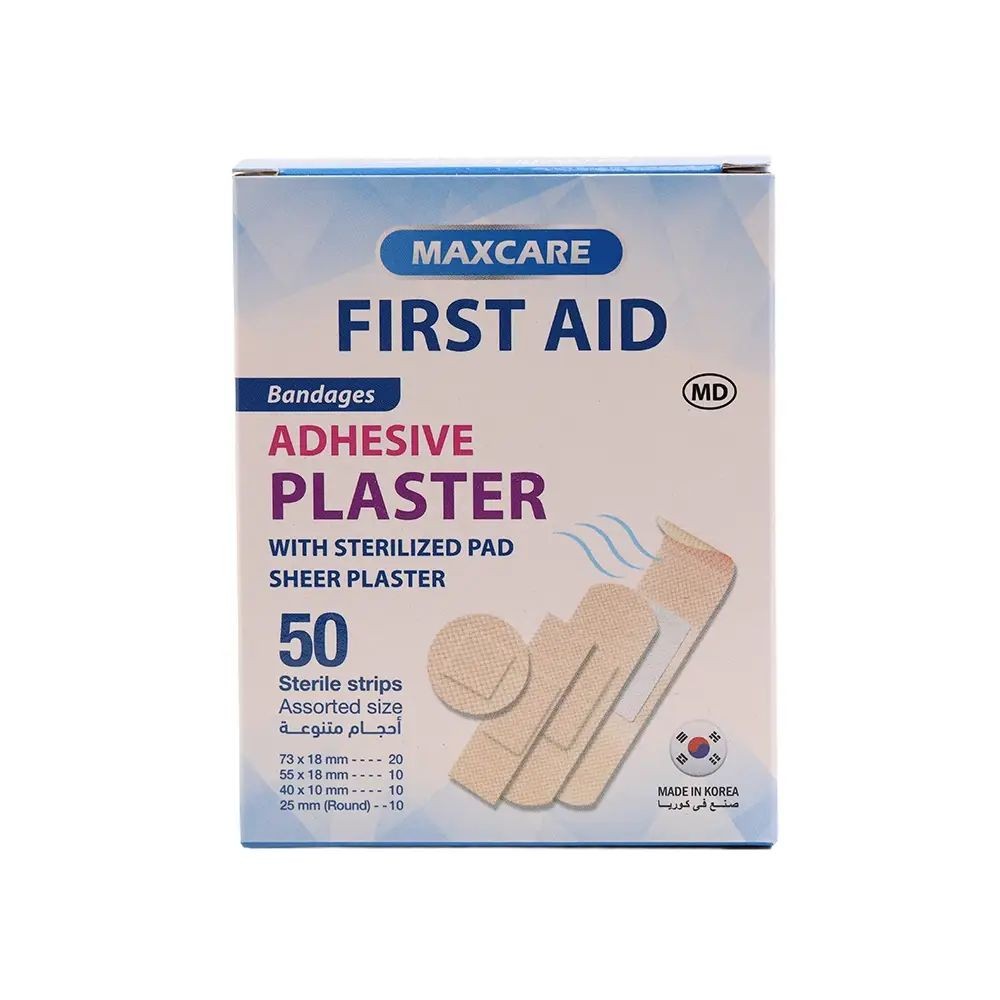 MAXCARE
FIRST AID
Bandages
MD
ADHESIVE
PLASTER
WITH STERILIZED PAD
SHEER PLASTER
50
Sterile strips
Assorted size
أحجام متنوعة
73 x 18 mm ---- 20
55 x 18 mm ---- 10
40 x 10 mm ---- 10
25 mm (Round) --10
MADE IN KOREA
صنع في كوريا